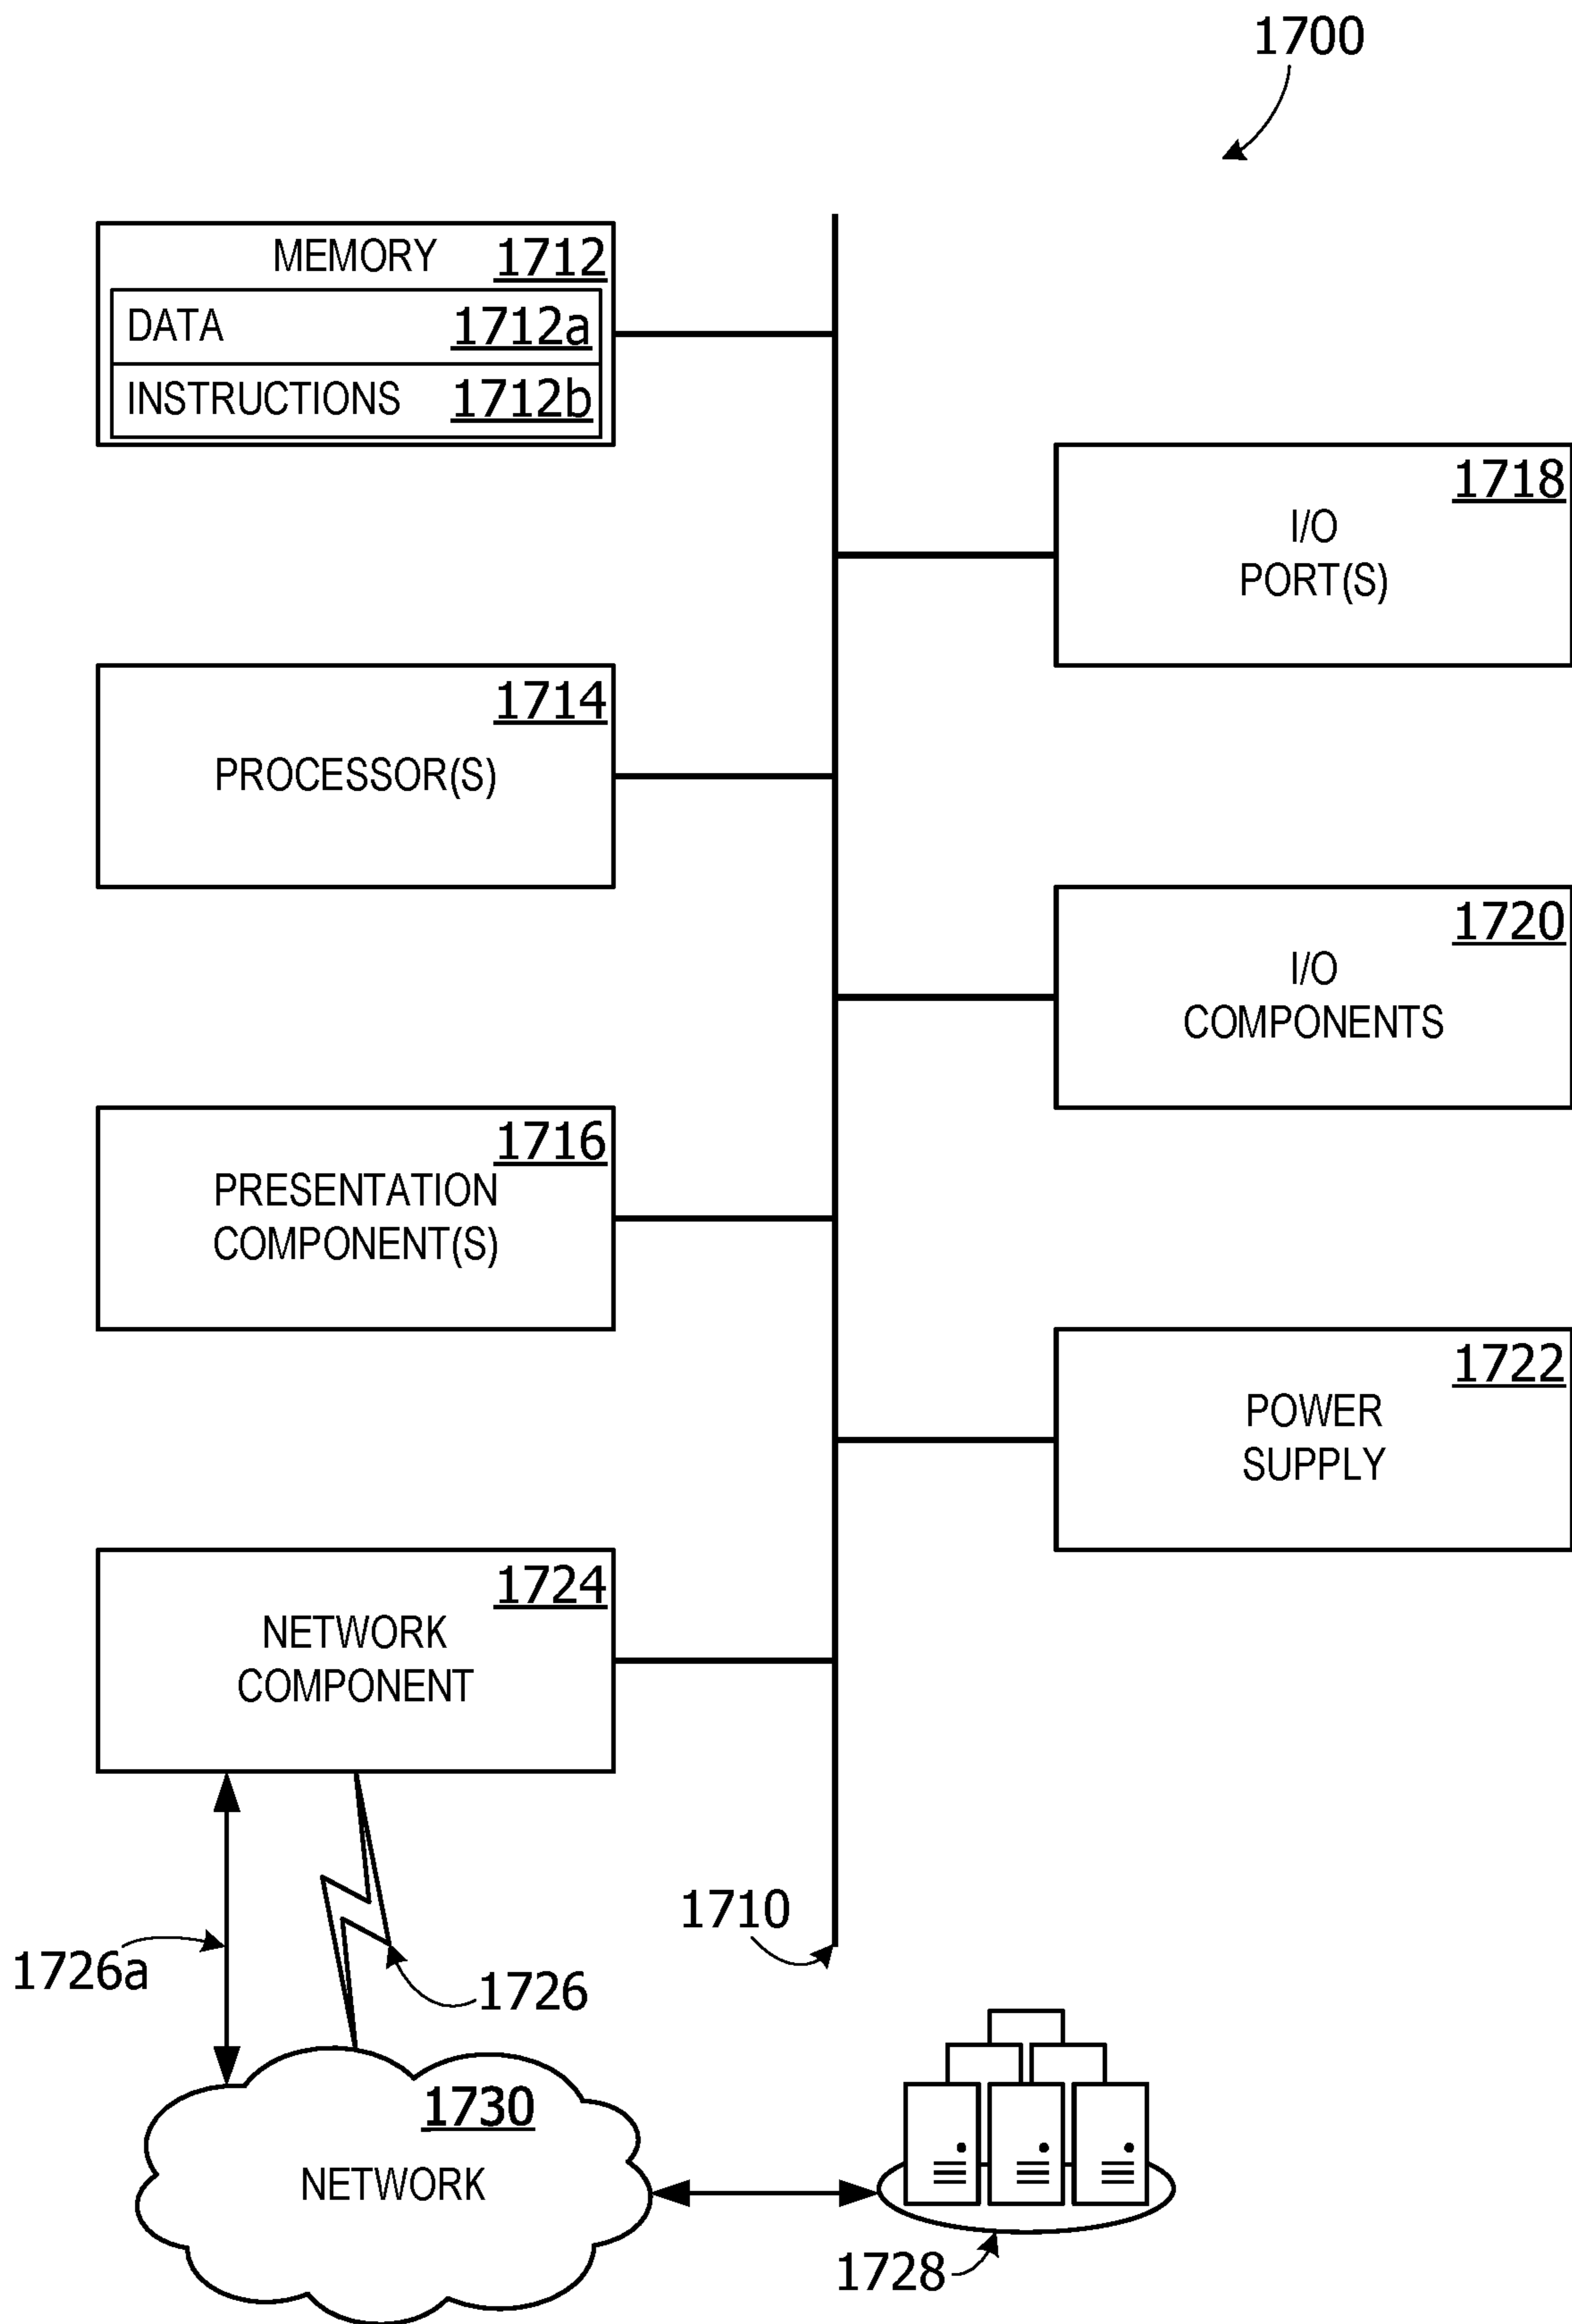 1700
MEMORY 1712
DATA 1712a
INSTRUCTIONS 1712b
1718
I/O
PORT(S)
1714
PROCESSOR(S)
1720
I/O
COMPONENTS
1716
PRESENTATION
COMPONENT(S)
1722
POWER
SUPPLY
1724
NETWORK
COMPONENT
1710
1726a
1726
1730
NETWORK
1728